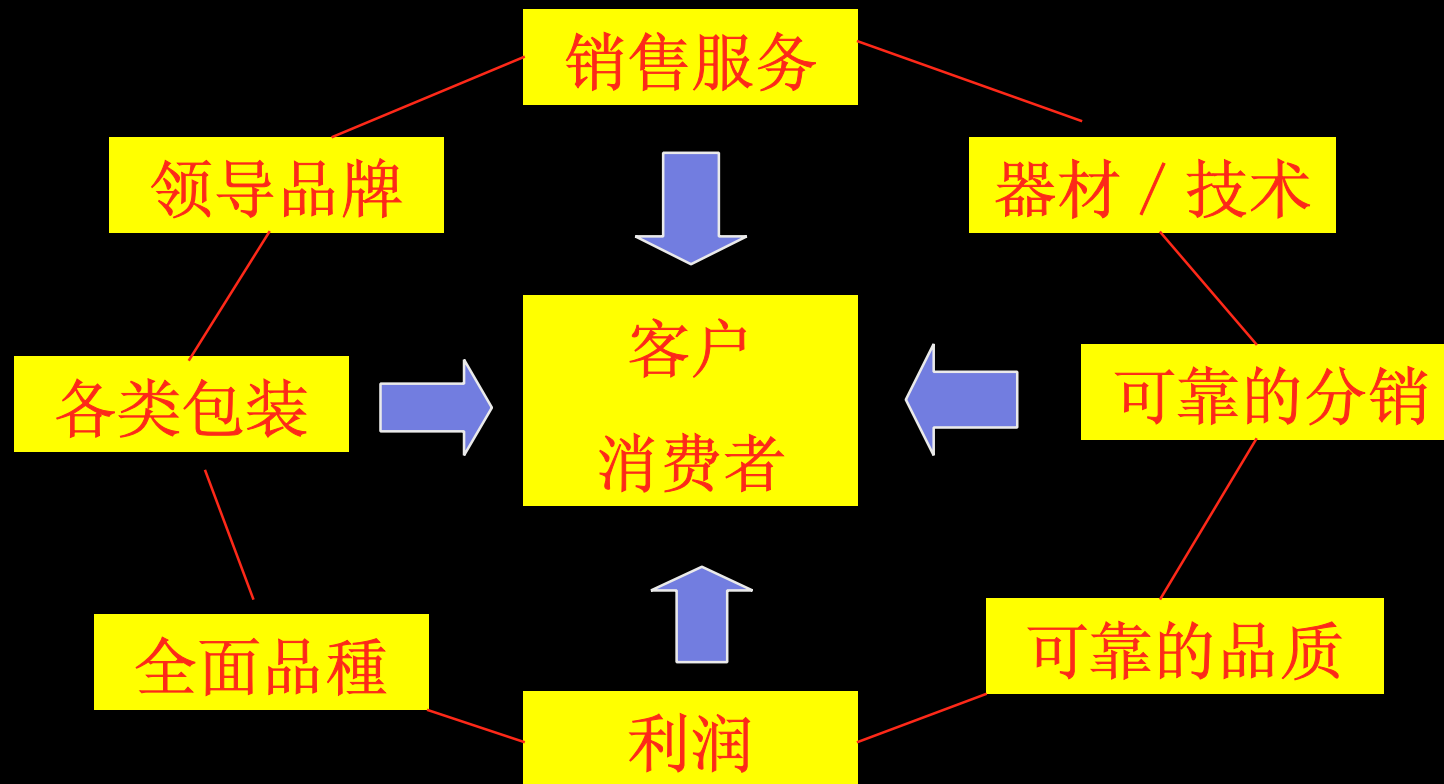 销售服务
领导品牌
器材/技术
客户
消费者
各类包装
可靠的分销
全面品種
可靠的品质
利润